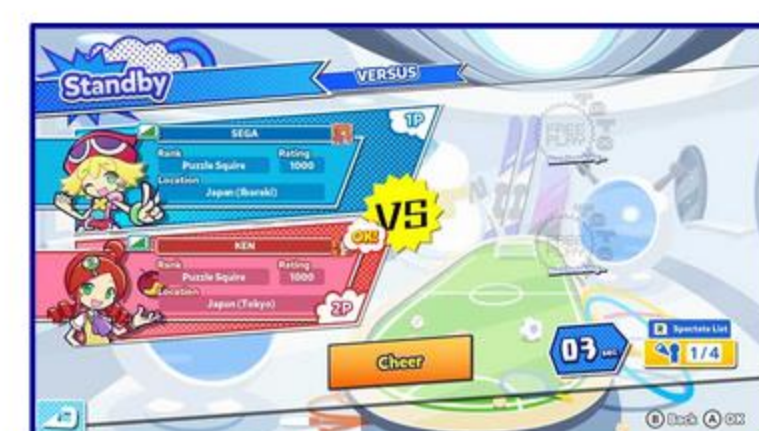 Standby
VERSUS
1P
SEGA
Rank
Rating
Puzzle Squire
1000
Location
Japan (Ibaraki)
VS
OK!
KEN
Rank
Rating
Puzzle Squire
1000
Location
Japan (Tokyo)
2P
Cheer
03 sec
R Spectate List
1/4
B Back A OK